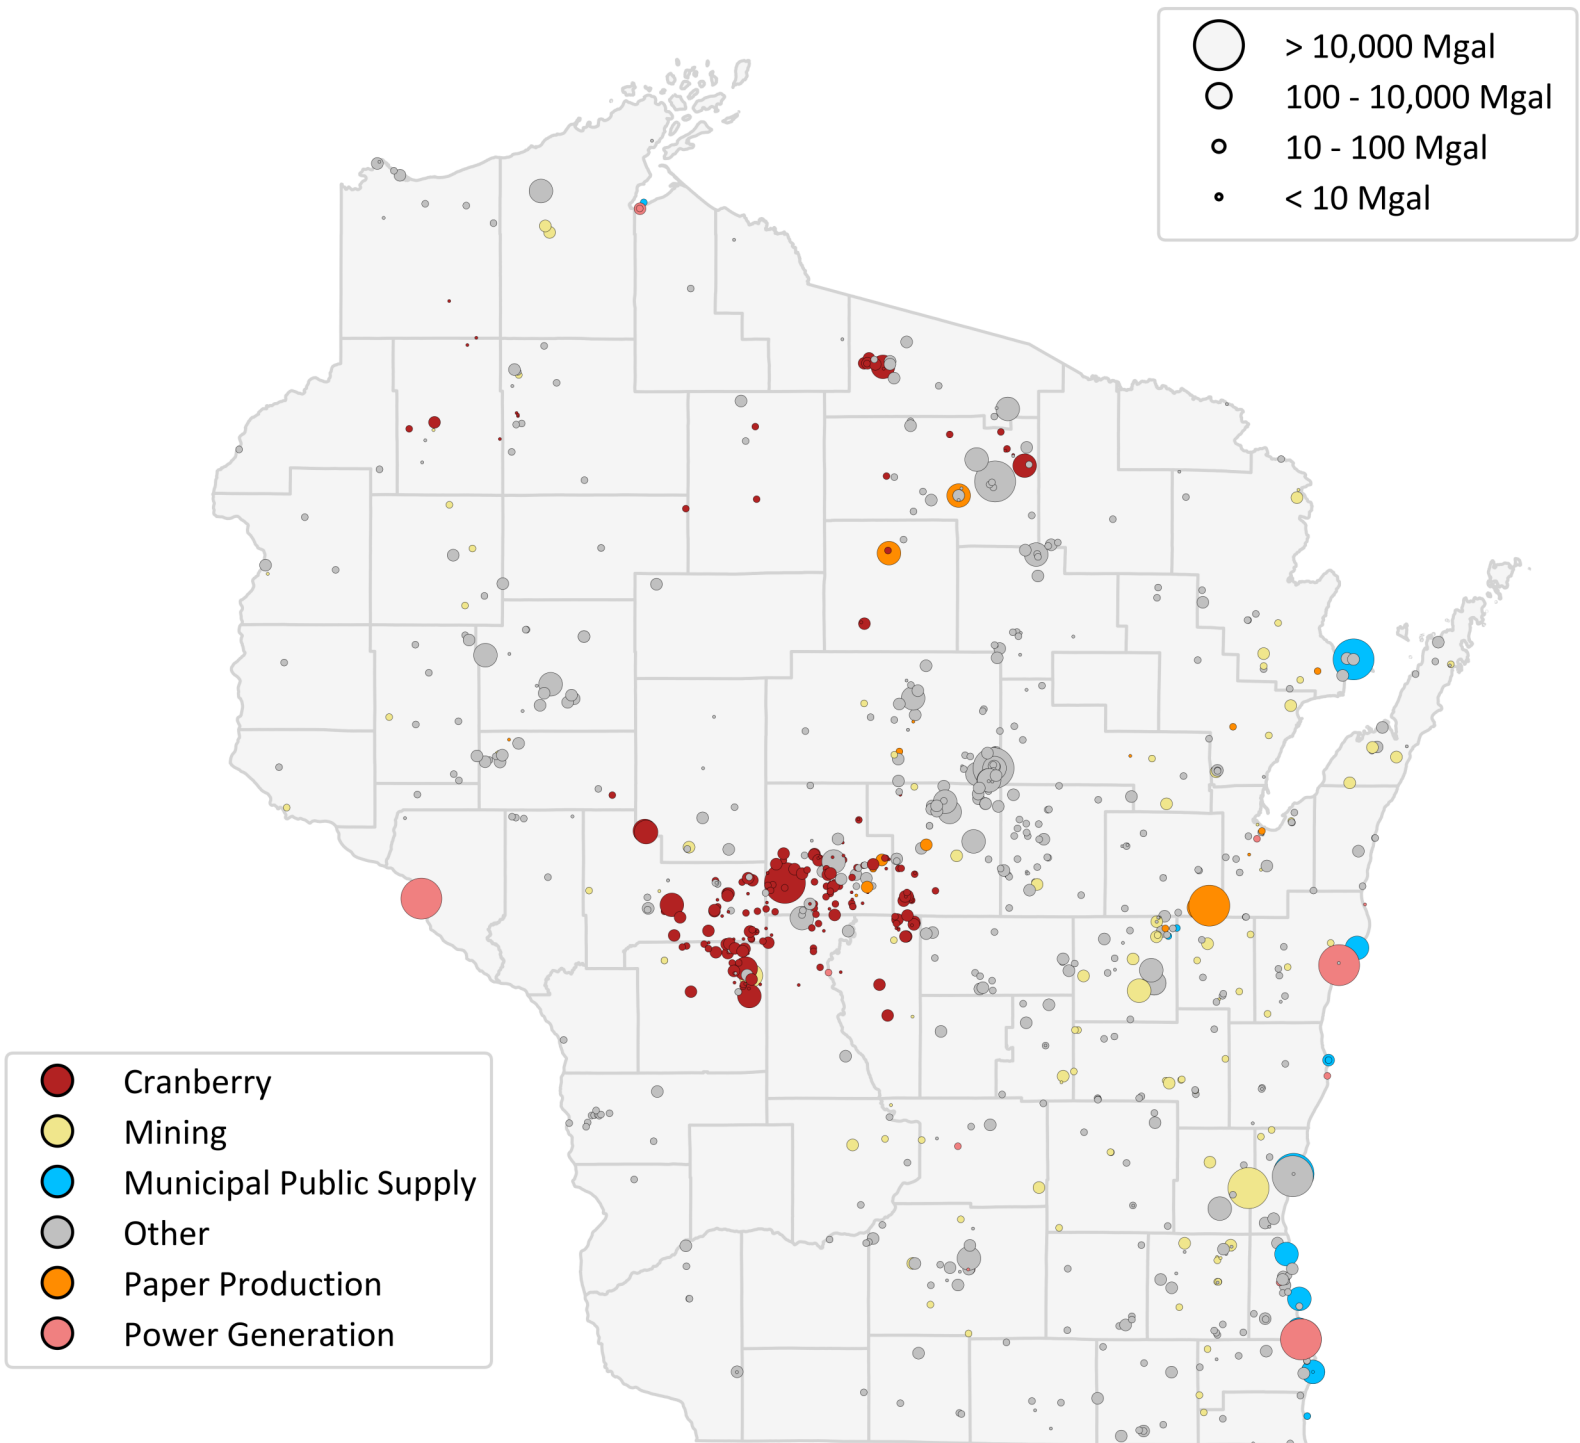 > 10,000 Mgal
100 - 10,000 Mgal
10 - 100 Mgal
< 10 Mgal
Cranberry
Mining
Municipal Public Supply
Other
Paper Production
Power Generation